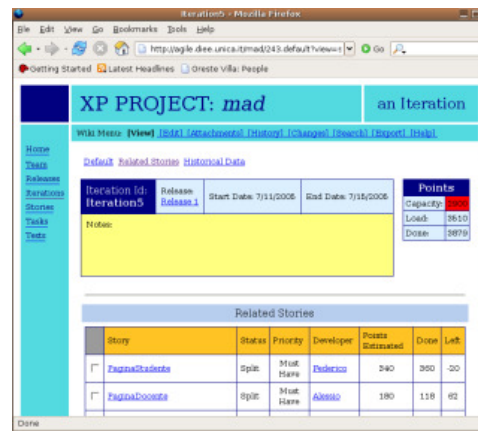 Iteration5 - Mozilla Firefox
File Edit View Go Bookmarks Tools Help
http://agile.diee.unica.it/mad/243.default?view=s Go
Getting Started Latest Headlines Oreste Villa: People
XP PROJECT: mad an Iteration
Wiki Menu: [View] [Edit] [Attachments] [History] [Changes] [Search] [Export] [Help]
Home
Team
Releases
Iterations
Stories
Tasks
Tests
Default Related Stories Historical Data
Iteration Id: Iteration5
Release: Release 1
Start Date: 7/11/2005
End Date: 7/15/2005
Notes:
Points
Capacity:
Load: 3610
Done: 3879
Related Stories
Story Status Priority Developer Points Estimated Done Left
PaginaStudente Split Must Have Federico 340 360 -20
PaginaDocente Split Must Have Alessio 180 118 62
Done